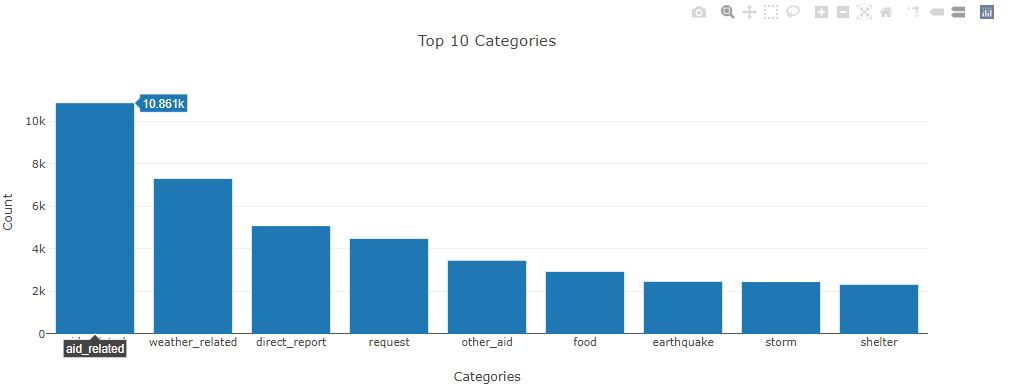 Top 10 Categories
10.861k
10k
8k
6k
4k
2k
0
Count
aid_related
weather_related
direct_report
request
other_aid
food
earthquake
storm
shelter
Categories